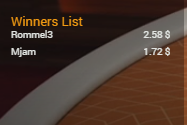 Winners List
Rommel3 2.58 $
Mjam 1.72 $